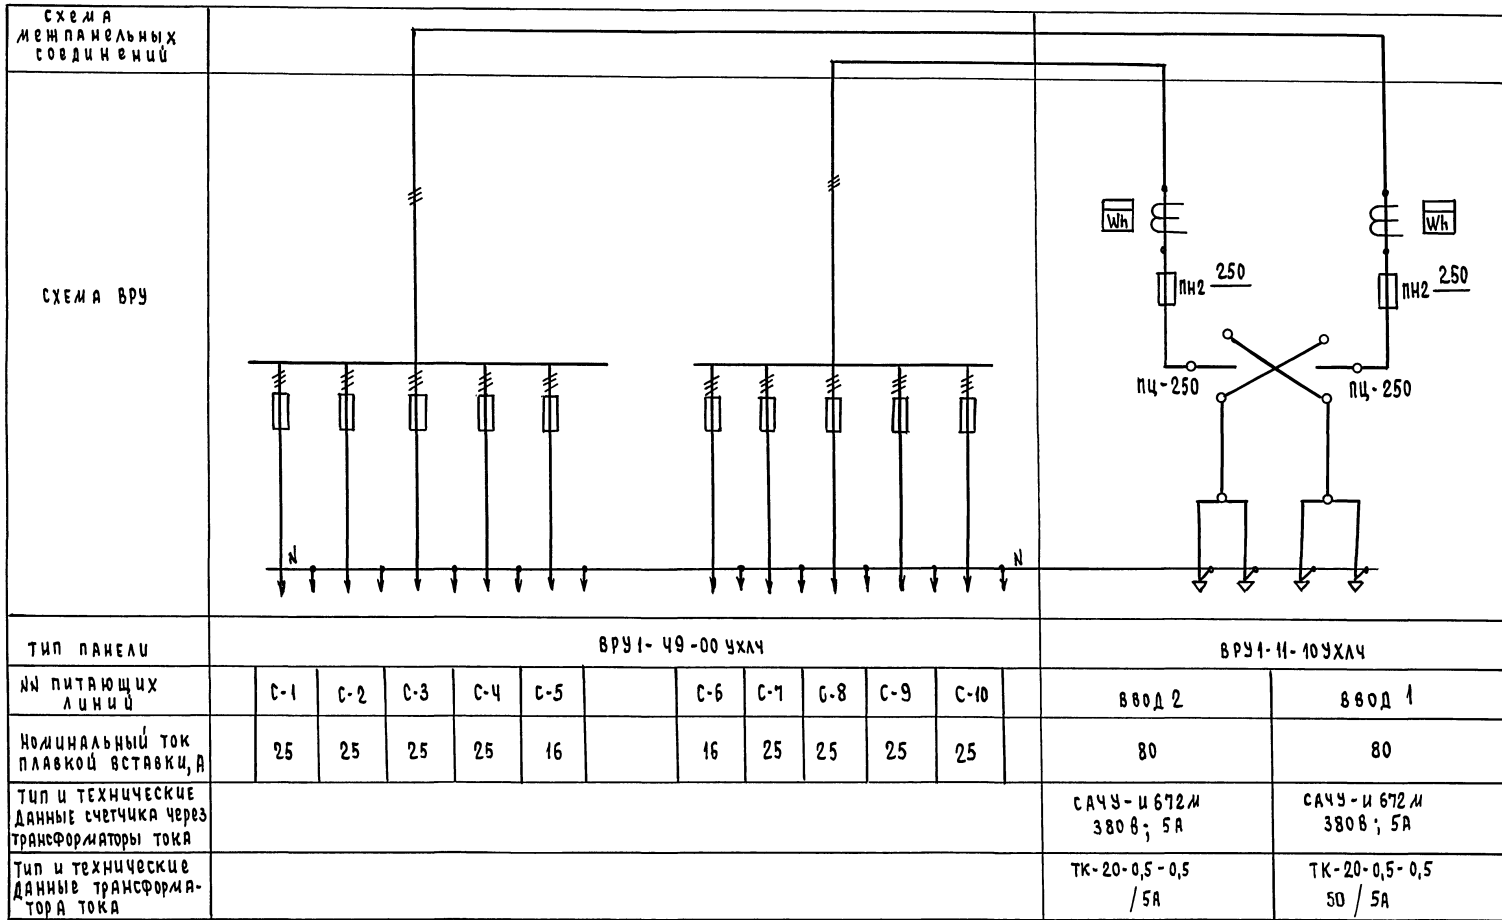 СХЕМА
МЕЖПАНЕЛЬНЫХ
СОЕДИНЕНИЙ
СХЕМА ВРУ
Wh
Wh
ПН2 250
ПН2 250
ПЦ-250
ПЦ-250
N
N
ТИП ПАНЕЛИ
ВРУ1-49-00 УХЛ4
ВРУ1-11-10УХЛ4
NN ПИТАЮЩИХ
ЛИНИЙ
С-1
С-2
С-3
С-4
С-5
С-6
С-7
С-8
С-9
С-10
ВВОД 2
ВВОД 1
НОМИНАЛЬНЫЙ ТОК
ПЛАВКОЙ ВСТАВКИ, А
25
25
25
25
16
16
25
25
25
25
80
80
ТИП И ТЕХНИЧЕСКИЕ
ДАННЫЕ СЧЕТЧИКА ЧЕРЕЗ
ТРАНСФОРМАТОРЫ ТОКА
СА4У-И672М
380В; 5А
СА4У-И672М
380В; 5А
ТИП И ТЕХНИЧЕСКИЕ
ДАННЫЕ ТРАНСФОРМА-
ТОРА ТОКА
ТК-20-0,5-0,5
/ 5А
ТК-20-0,5-0,5
50 / 5А